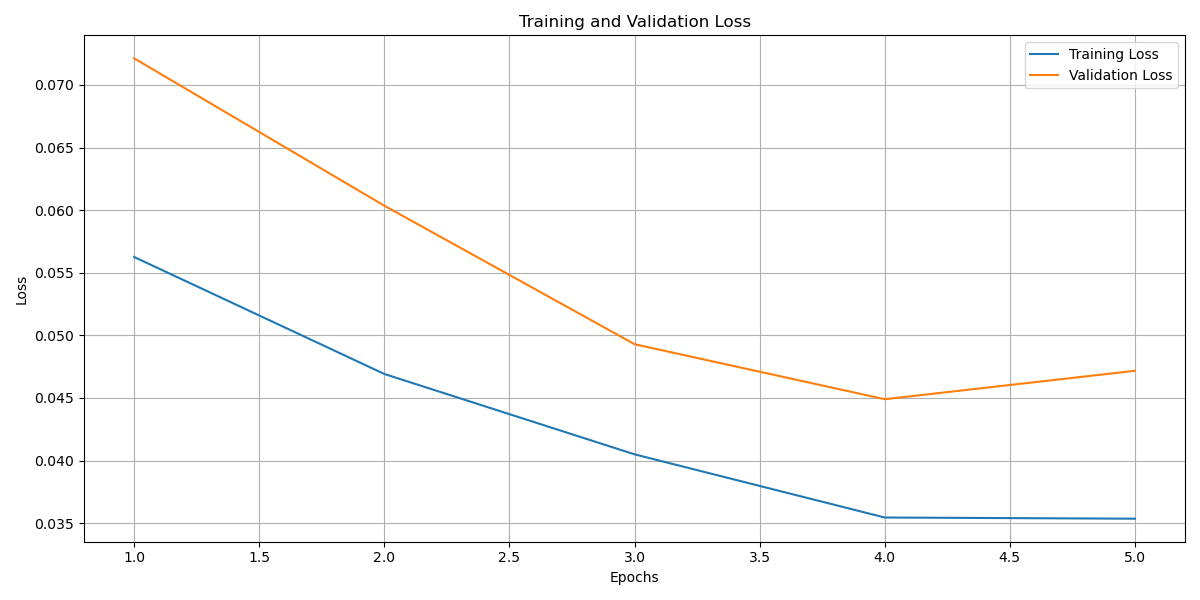 Training and Validation Loss
Training Loss
Validation Loss
0.070
0.065
0.060
0.055
0.050
0.045
0.040
0.035
Loss
1.0 1.5 2.0 2.5 3.0 3.5 4.0 4.5 5.0
Epochs